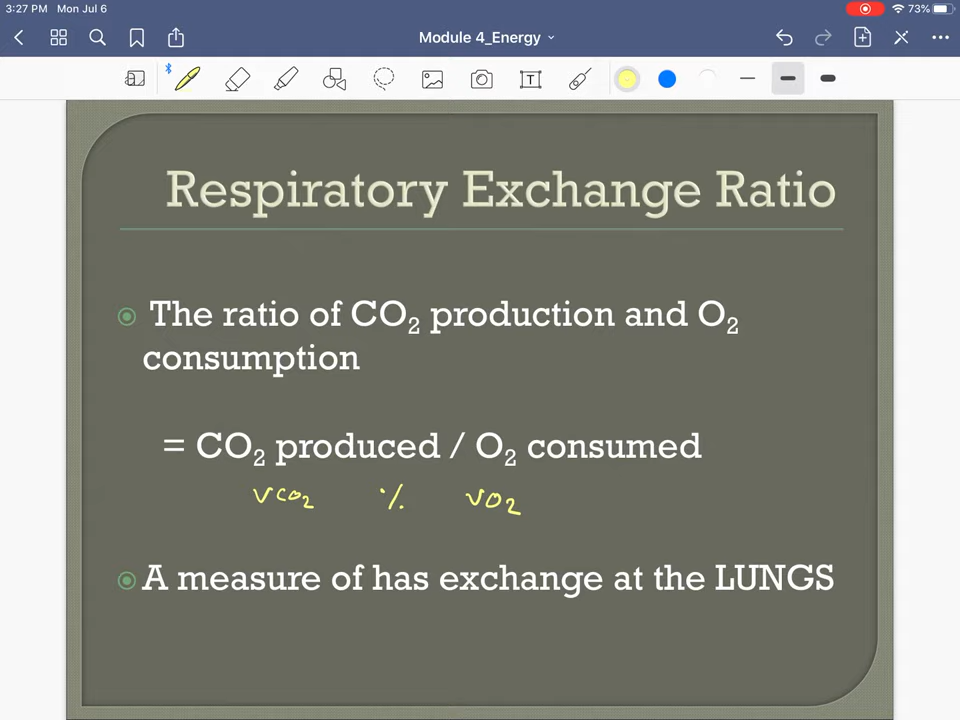 3:27 PM Mon Jul 6 73%
Module 4_Energy
T
Respiratory Exchange Ratio
The ratio of CO₂ production and O₂
consumption
= CO₂ produced / O₂ consumed
VCO₂ ·/. VO₂
A measure of has exchange at the LUNGS